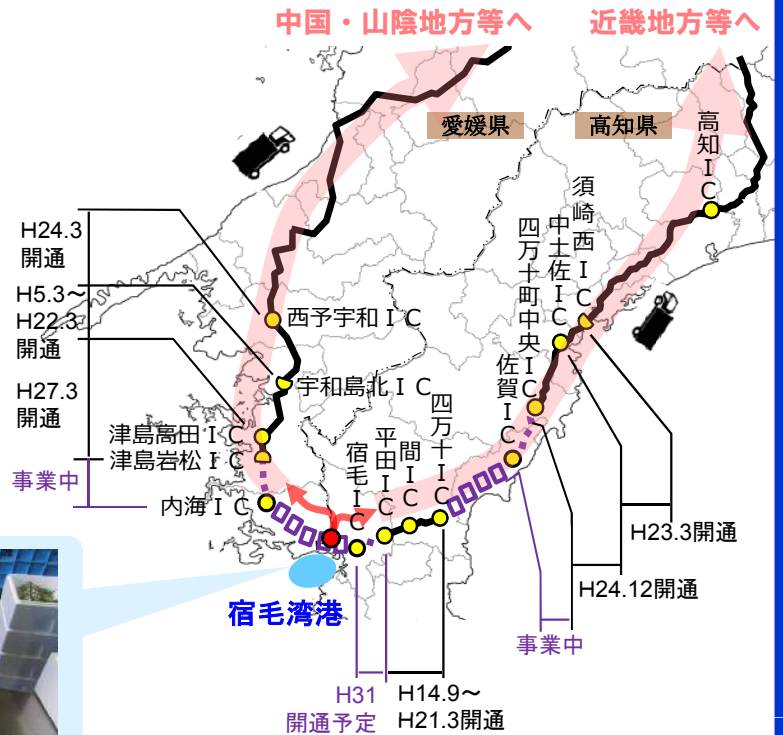 中国・山陰地方等へ
近畿地方等へ
愛媛県
高知県
高知IC
須崎西IC
中土佐IC
四万十町中央IC
佐賀IC
四万十IC
間IC
平田IC
宿毛IC
H24.3
開通
H5.3～
H22.3
開通
H27.3
開通
事業中
西予宇和IC
宇和島北IC
津島高田IC
津島岩松IC
内海IC
宿毛湾港
H23.3開通
H24.12開通
事業中
H31
開通予定
H14.9～
H21.3開通